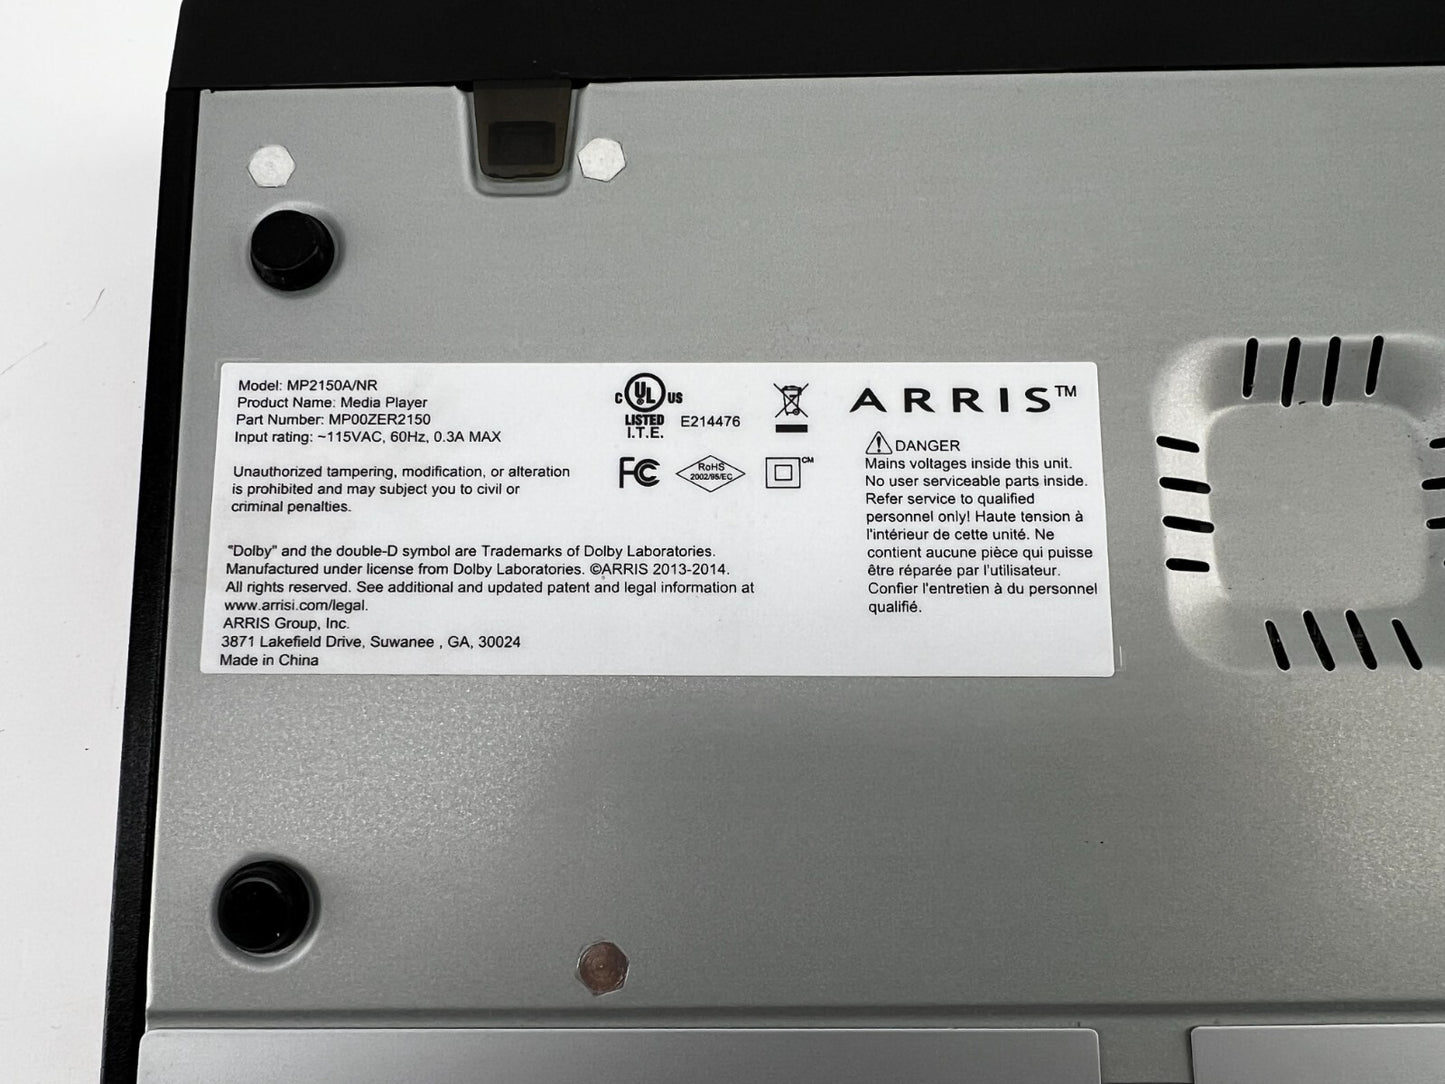 Model: MP2150A/NR
Product Name: Media Player
Part Number: MP00ZER2150
Input rating: ~115VAC, 60Hz, 0.3A MAX
Unauthorized tampering, modification, or alteration
is prohibited and may subject you to civil or
criminal penalties.
"Dolby" and the double-D symbol are Trademarks of Dolby Laboratories.
Manufactured under license from Dolby Laboratories. ©ARRIS 2013-2014.
All rights reserved. See additional and updated patent and legal information at
www.arrisi.com/legal.
ARRIS Group, Inc.
3871 Lakefield Drive, Suwanee , GA, 30024
Made in China
C UL US
LISTED
I.T.E.
E214476
FC
RoHS
2002/95/EC
CM
ARRIS™
DANGER
Mains voltages inside this unit.
No user serviceable parts inside.
Refer service to qualified
personnel only! Haute tension à
l'intérieur de cette unité. Ne
contient aucune pièce qui puisse
être réparée par l'utilisateur.
Confier l'entretien à du personnel
qualifié.